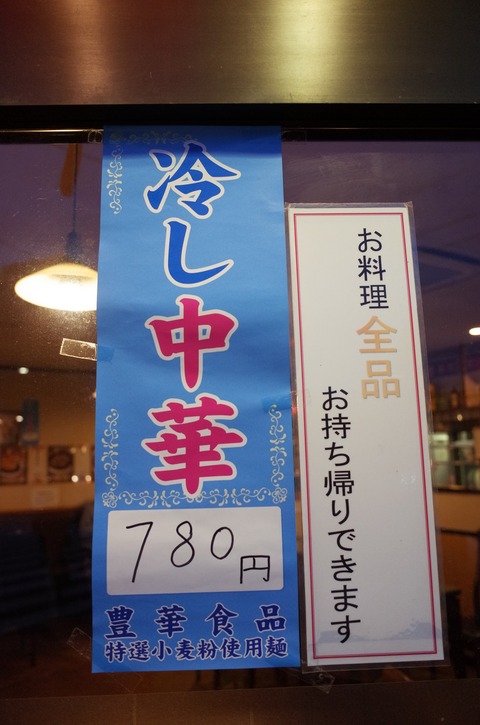 冷し中華
780円
豊華食品
特選小麦粉使用麺
お料理全品
お持ち帰りできます